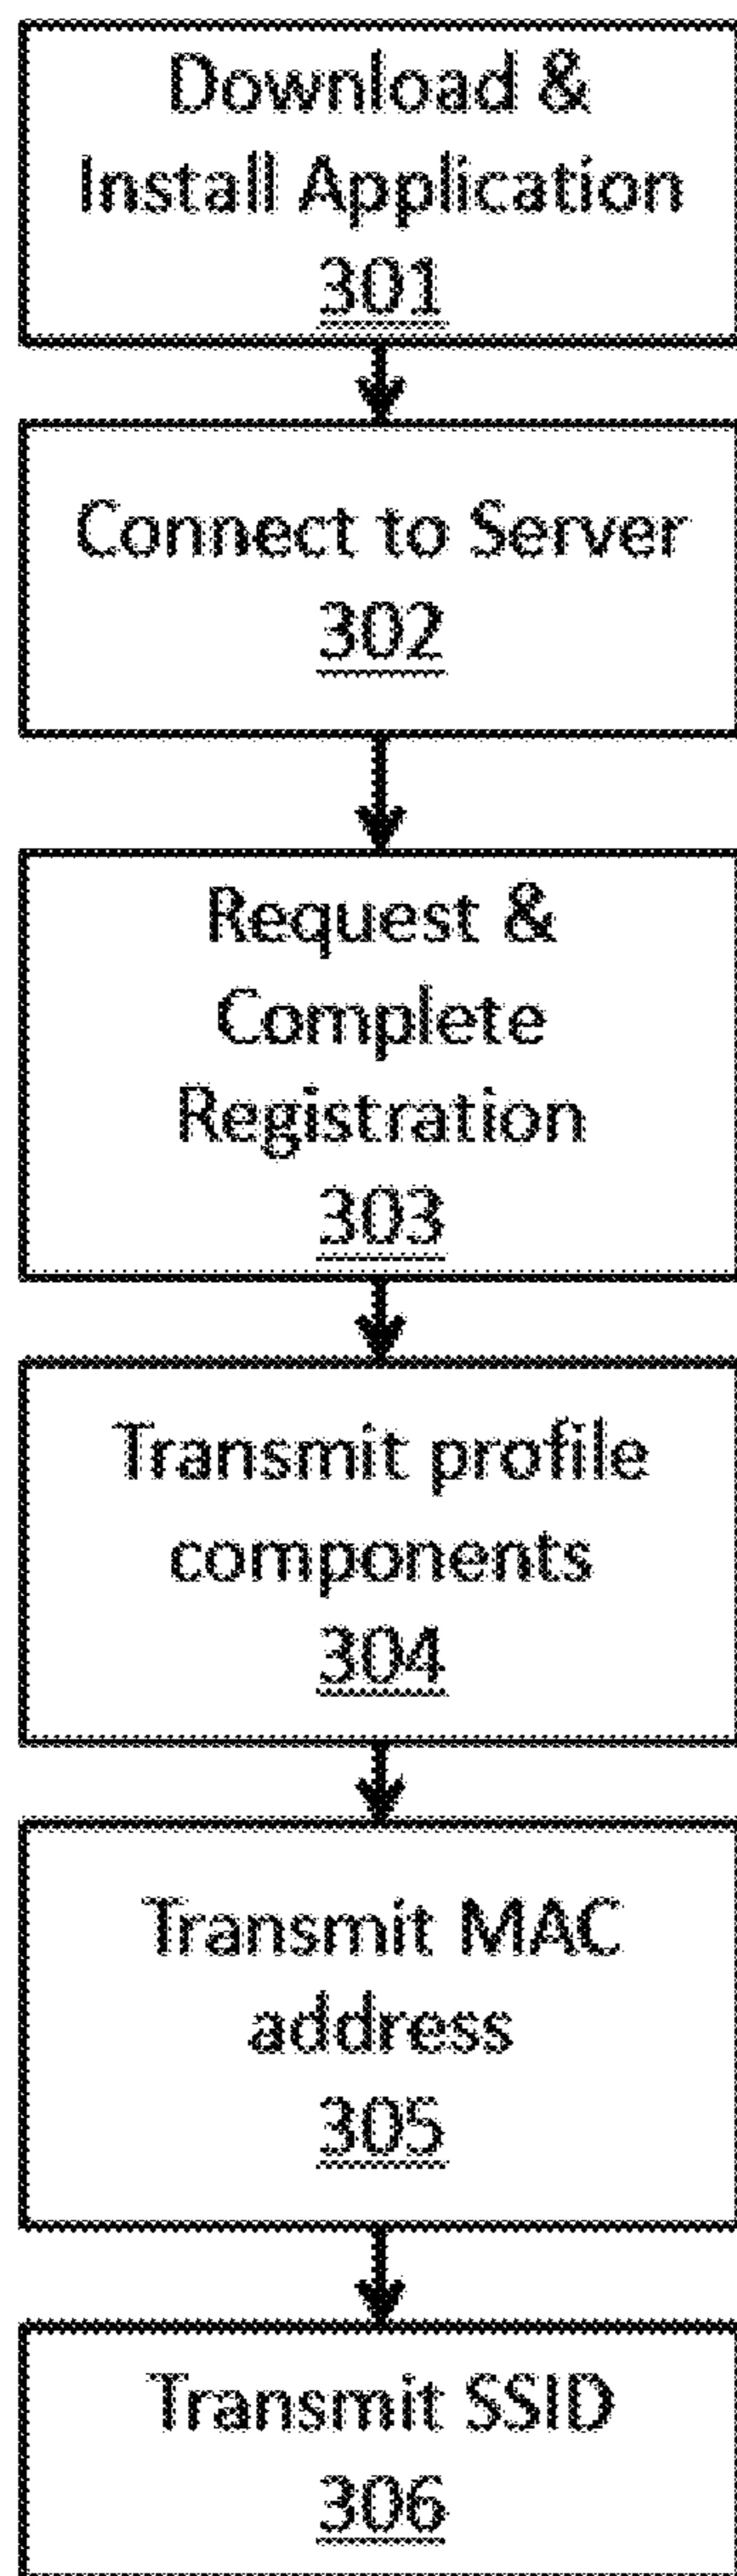 Download &
Install Application
301
Connect to Server
302
Request &
Complete
Registration
303
Transmit profile
components
304
Transmit MAC
address
305
Transmit SSID
306